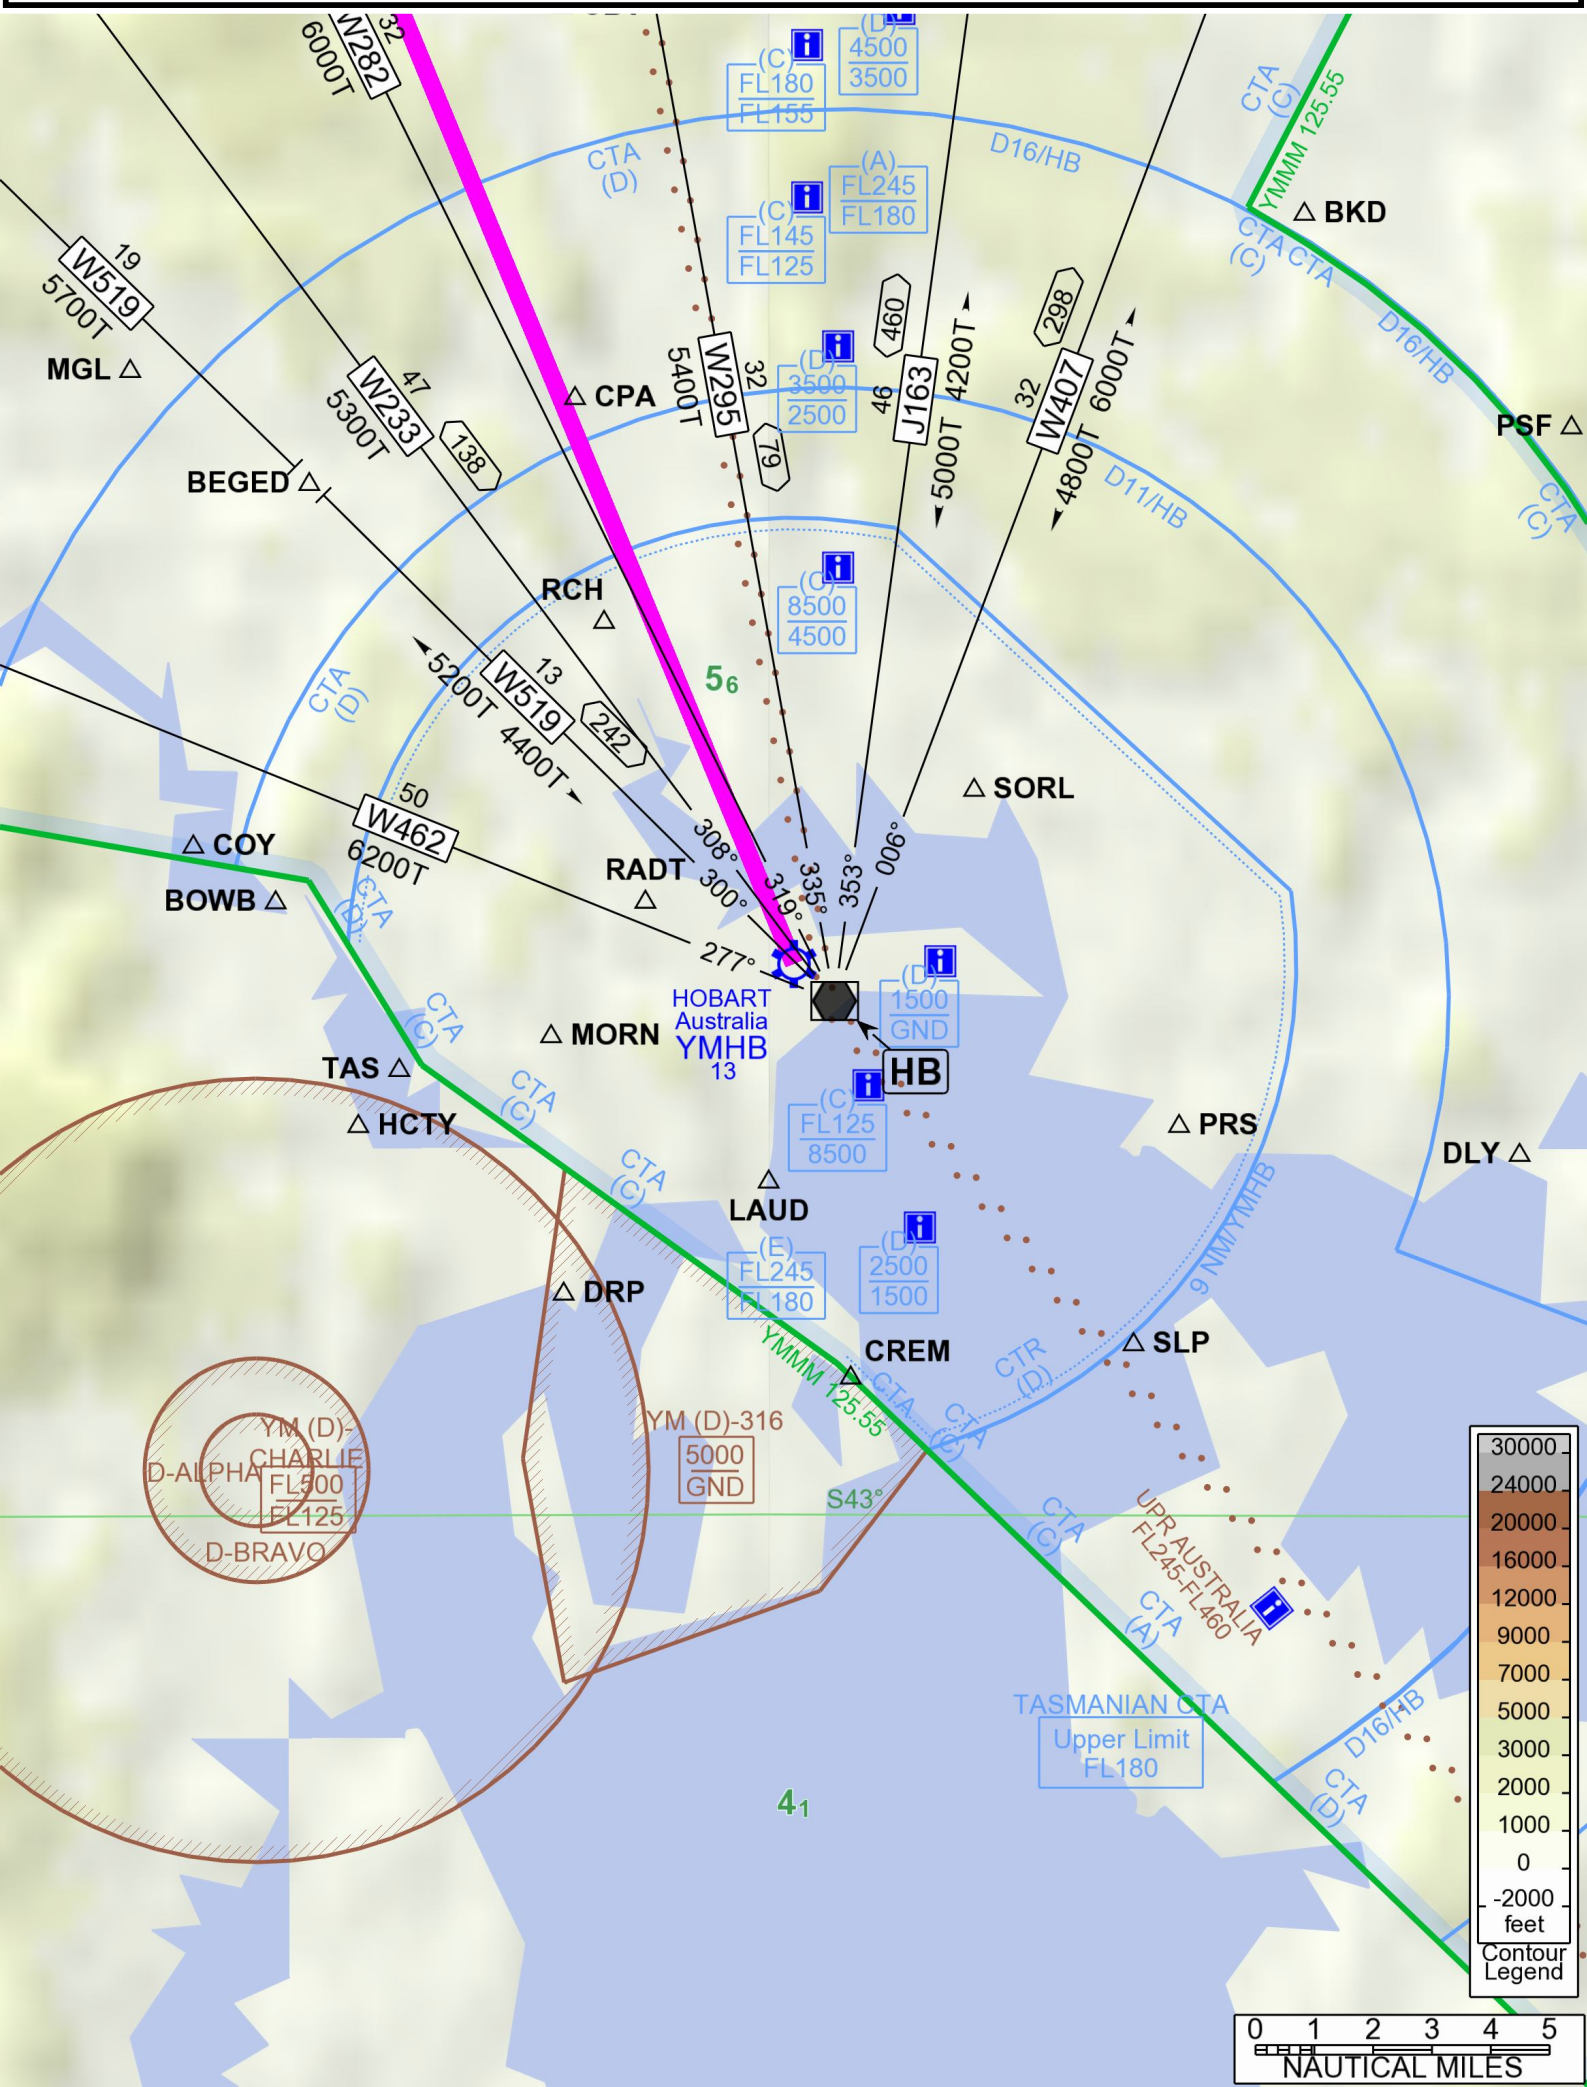 32
W282
6000T
(C)
FL180
FL155
(D)
4500
3500
CTA
(C)
YMMM 125.55
CTA
(D)
D16/HB
(A)
FL245
FL180
(C)
FL145
FL125
BKD
CTA
(C)
CTA
D16/HB
19
W519
5700T
MGL
47
W233
5300T
138
CPA
W295
32
5400T
79
(D)
3500
2500
460
46
J163
4200T
5000T
298
32
W407
6000T
4800T
PSF
CTA
(C)
BEGED
D11/HB
RCH
(C)
8500
4500
56
CTA
(D)
13
W519
5200T
4400T
242
SORL
50
W462
6200T
COY
BOWB
CTA
(D)
RADT
308°
300°
319°
335°
353°
006°
277°
HOBART
Australia
YMHB
13
(D)
1500
GND
HB
CTA
(C)
MORN
TAS
HCTY
CTA
(C)
(C)
FL125
8500
PRS
DLY
CTA
(C)
LAUD
(E)
FL245
FL180
(D)
2500
1500
9 NM/YMHB
DRP
YMMM 125.55
CREM
SLP
CTR
(D)
CTA
CTA
(C)
YM (D)-
CHARLIE
D-ALPHA
FL500
FL125
D-BRAVO
YM (D)-316
5000
GND
S43°
CTA
(C)
UPR AUSTRALIA
FL245-FL460
CTA
(A)
TASMANIAN CTA
Upper Limit
FL180
D16/HB
CTA
(D)
41
30000
24000
20000
16000
12000
9000
7000
5000
3000
2000
1000
0
-2000
feet
Contour
Legend
0 1 2 3 4 5
NAUTICAL MILES